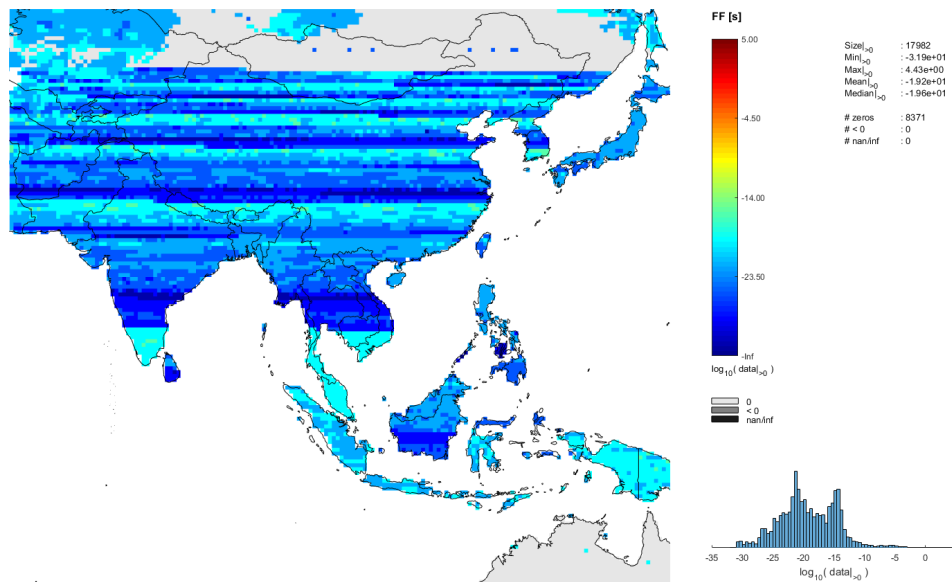 FF [s]
5.00
-4.50
-14.00
-23.50
-Inf
log10( data|>0 )
Size|>0 : 17982
Min|>0 : -3.19e+01
Max|>0 : 4.43e+00
Mean|>0 : -1.92e+01
Median|>0 : -1.96e+01
# zeros : 8371
# < 0 : 0
# nan/inf : 0
0
< 0
nan/inf
-35 -30 -25 -20 -15 -10 -5 0
log10( data|>0 )